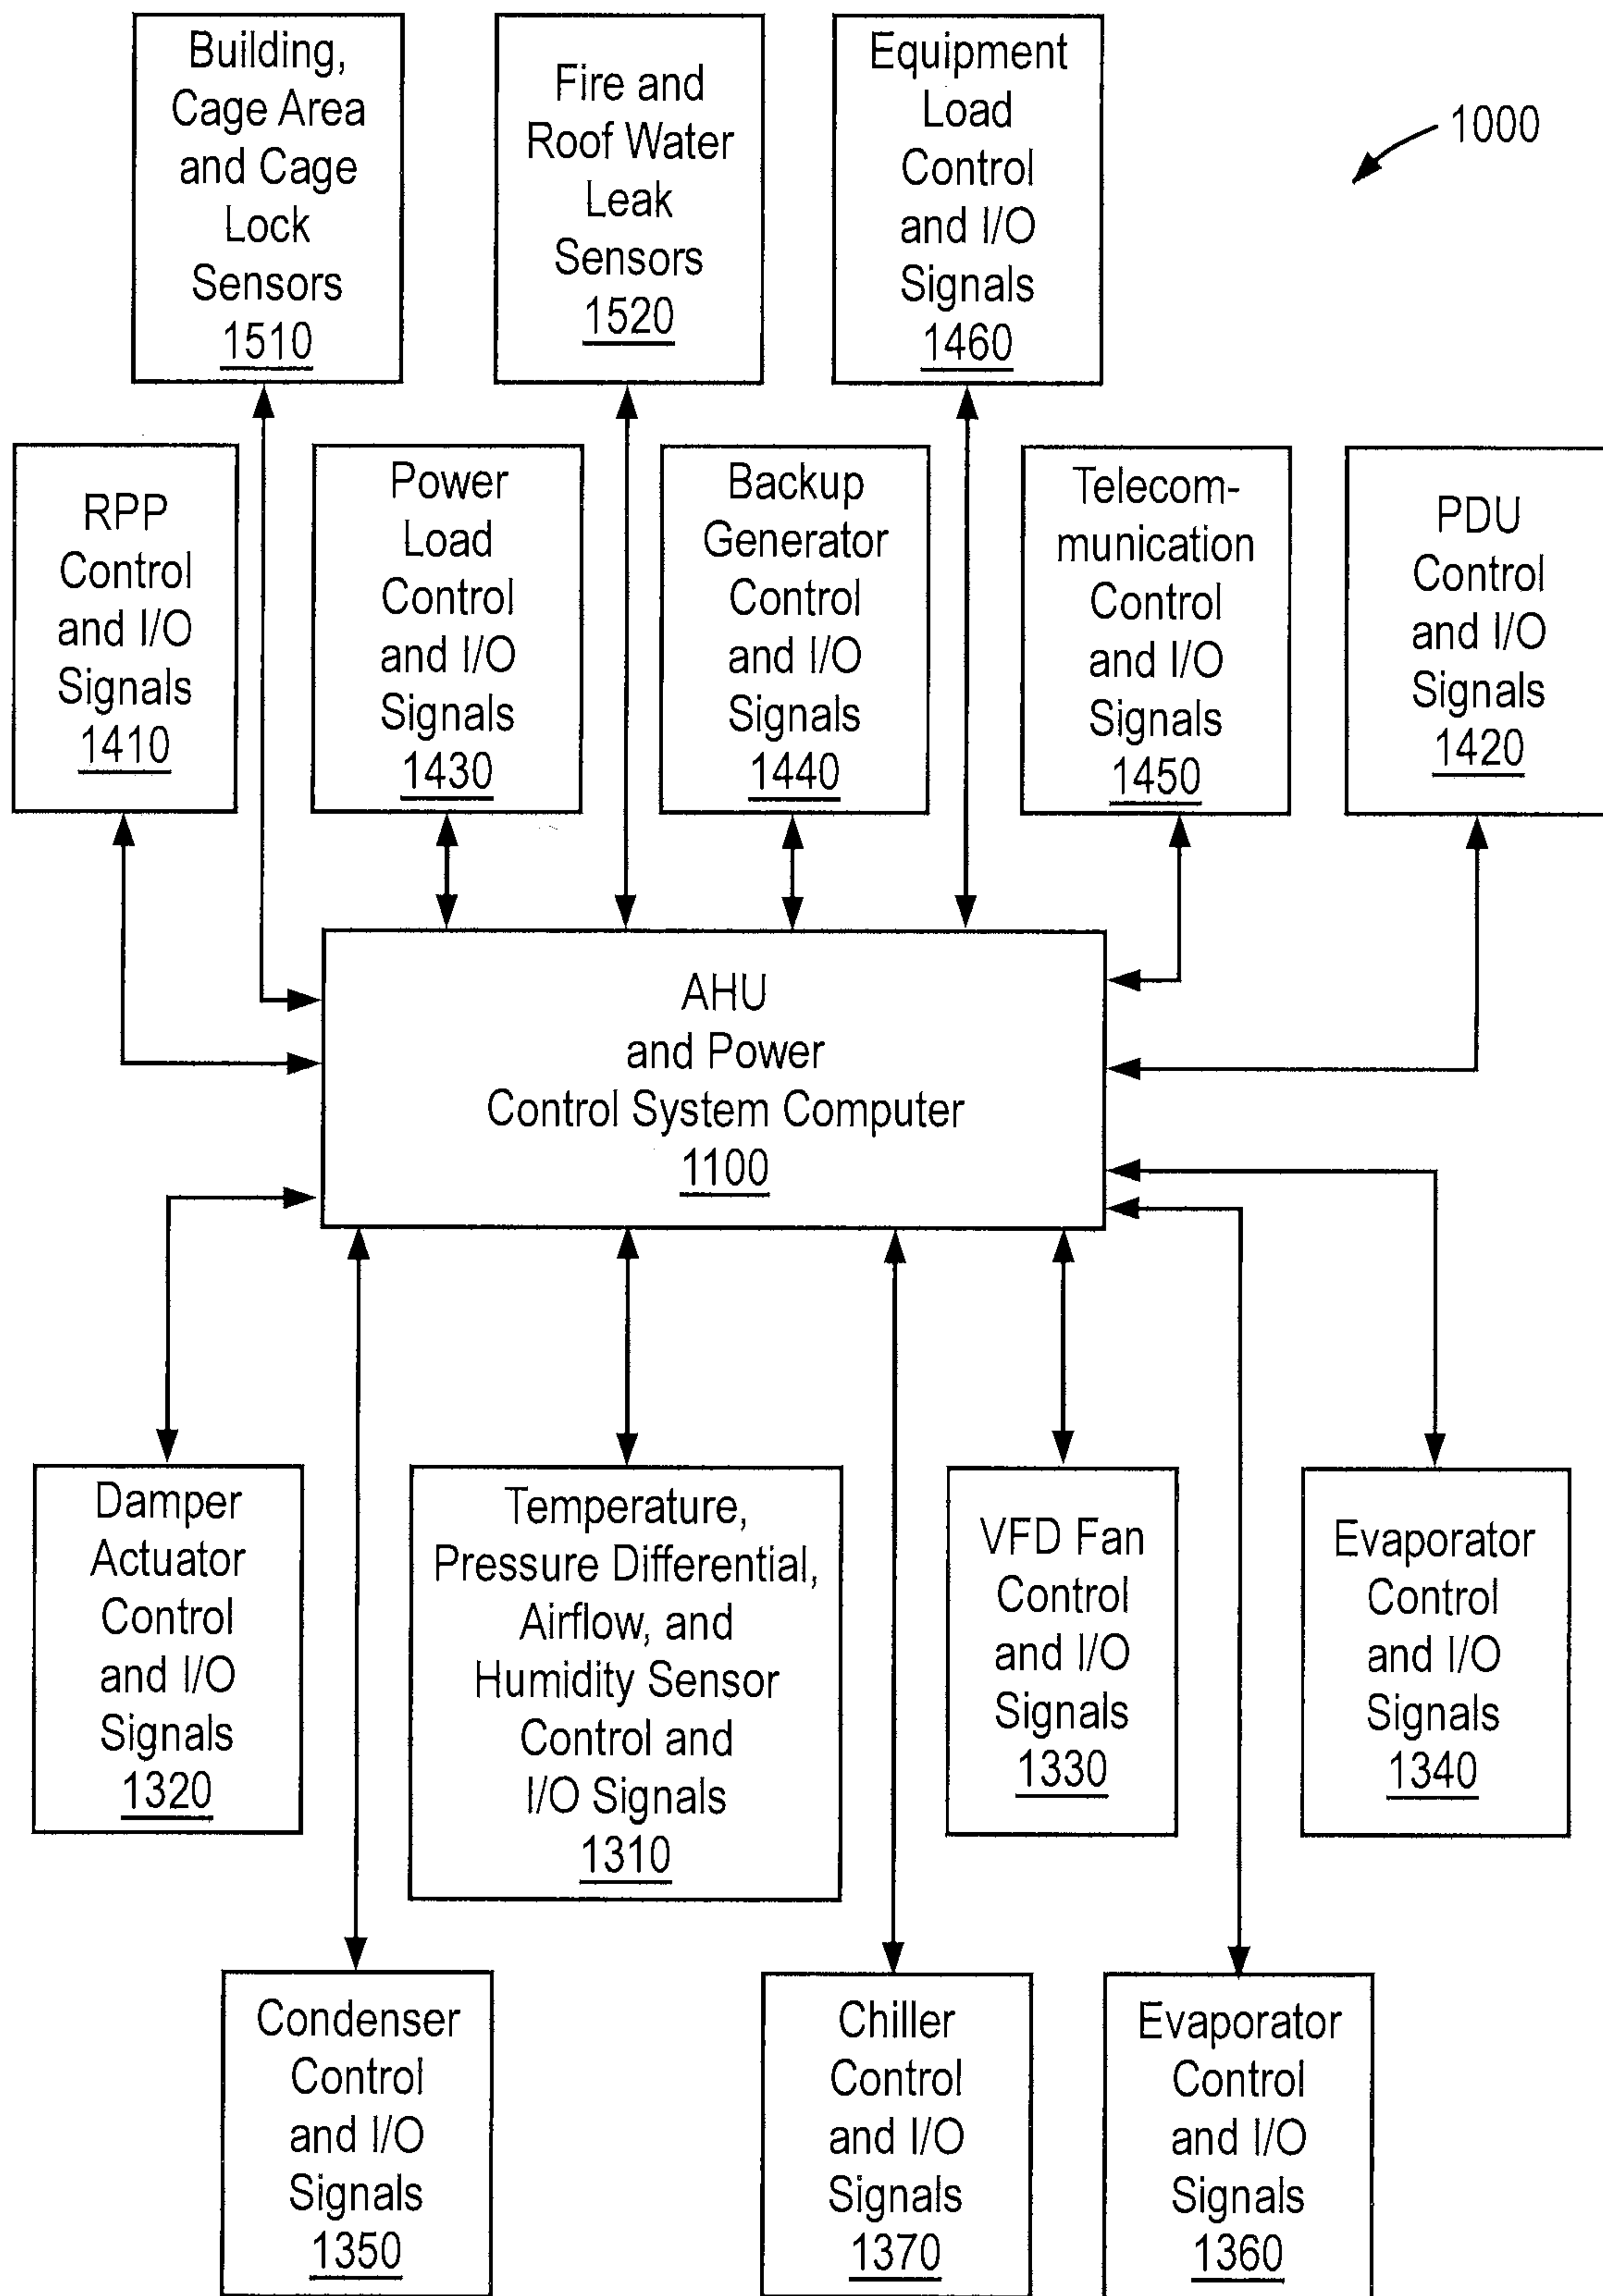 Building,
Cage Area
and Cage
Lock
Sensors
1510
Fire and
Roof Water
Leak
Sensors
1520
Equipment
Load
Control
and I/O
Signals
1460
1000
RPP
Control
and I/O
Signals
1410
Power
Load
Control
and I/O
Signals
1430
Backup
Generator
Control
and I/O
Signals
1440
Telecom-
munication
Control
and I/O
Signals
1450
PDU
Control
and I/O
Signals
1420
AHU
and Power
Control System Computer
1100
Damper
Actuator
Control
and I/O
Signals
1320
Temperature,
Pressure Differential,
Airflow, and
Humidity Sensor
Control and
I/O Signals
1310
VFD Fan
Control
and I/O
Signals
1330
Evaporator
Control
and I/O
Signals
1340
Condenser
Control
and I/O
Signals
1350
Chiller
Control
and I/O
Signals
1370
Evaporator
Control
and I/O
Signals
1360